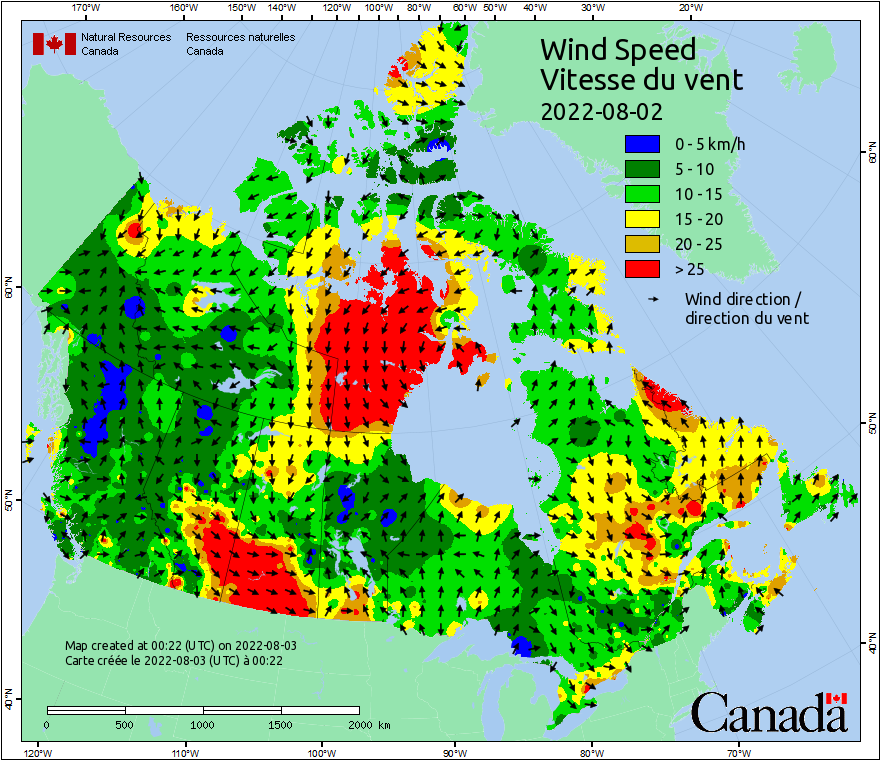 170°W 160°W 150°W 140°W 120°W 100°W 80°W 60°W 50°W 40°W 30°W 20°W
Natural Resources Ressources naturelles
Canada Canada
Wind Speed
Vitesse du vent
2022-08-02
0 - 5 km/h
5 - 10
10 - 15
15 - 20
20 - 25
> 25
Wind direction /
direction du vent
60°N
60°N
50°N
50°N
40°N
40°N
Map created at 00:22 (UTC) on 2022-08-03
Carte créée le 2022-08-03 (UTC) à 00:22
0 500 1000 1500 2000 km
Canada
120°W 110°W 100°W 90°W 80°W 70°W